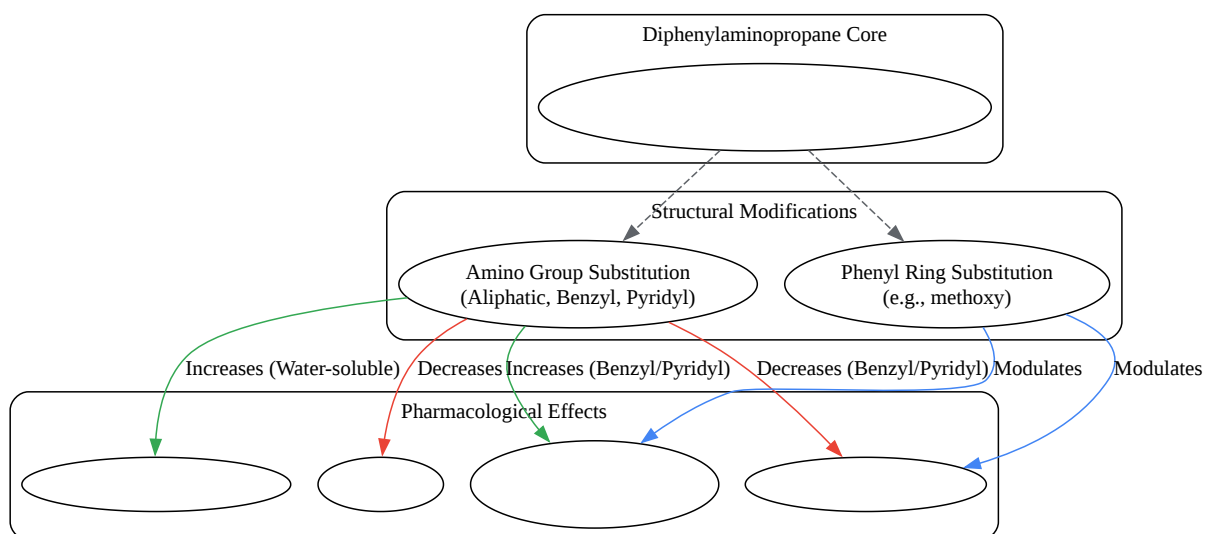 Diphenylaminopropane Core
Structural Modifications
Amino Group Substitution
(Aliphatic, Benzyl, Pyridyl)
Phenyl Ring Substitution
(e.g., methoxy)
Increases (Water-soluble)
Decreases
Increases (Benzyl/Pyridyl)
Decreases (Benzyl/Pyridyl)
Modulates
Modulates
Pharmacological Effects